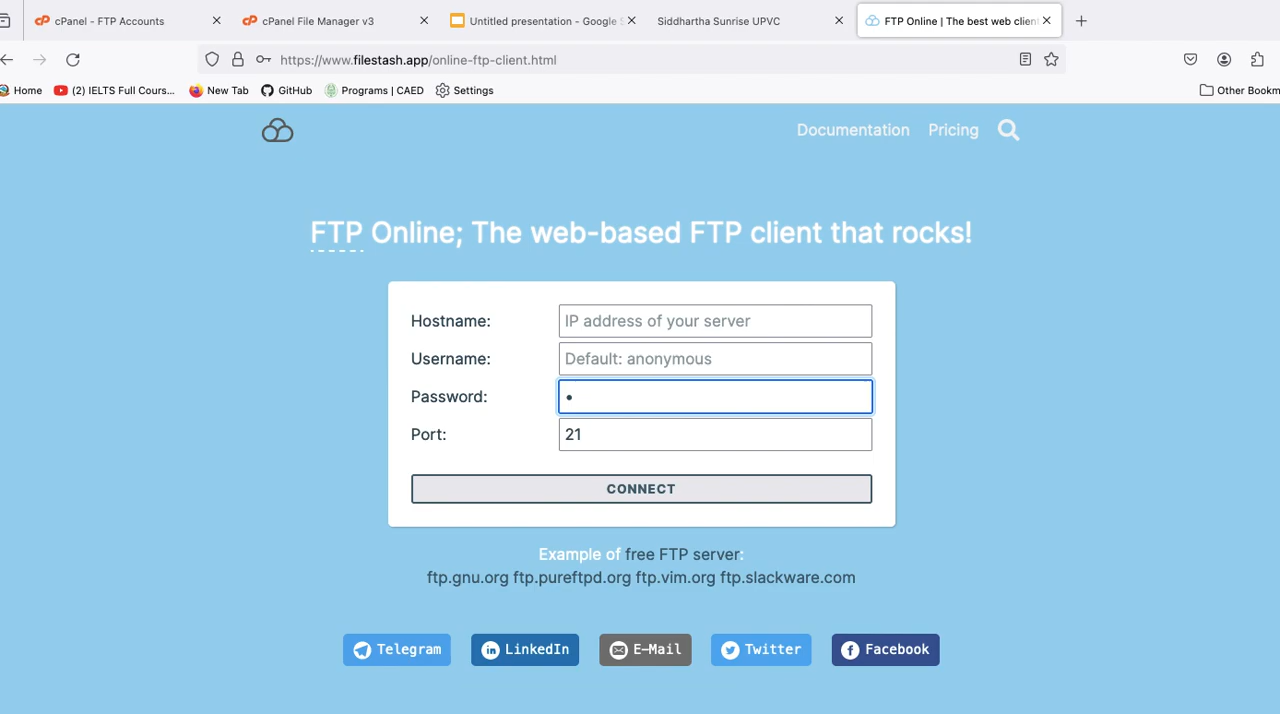 cPanel - FTP Accounts
cPanel File Manager v3
Untitled presentation - Google S
Siddhartha Sunrise UPVC
FTP Online | The best web clien
https://www.filestash.app/online-ftp-client.html
Home
(2) IELTS Full Cours...
New Tab
GitHub
Programs | CAED
Settings
Other Bookm
Documentation
Pricing
FTP Online; The web-based FTP client that rocks!
Hostname:
IP address of your server
Username:
Default: anonymous
Password:
•
Port:
21
CONNECT
Example of free FTP server:
ftp.gnu.org ftp.pureftpd.org ftp.vim.org ftp.slackware.com
Telegram
LinkedIn
E-Mail
Twitter
Facebook